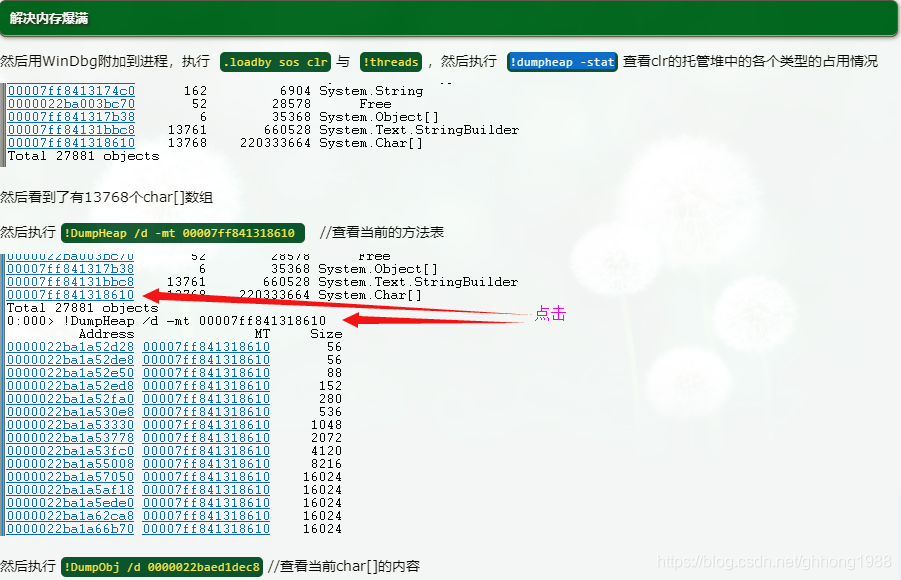 解决内存爆满
然后用WinDbg附加到进程，执行 .loadby sos clr 与 !threads ，然后执行 !dumpheap -stat 查看clr的托管堆中的各个类型的占用情况
00007ff8413174c0 162 6904 System.String
0000022ba003bc70 52 28578 Free
00007ff841317b38 6 35368 System.Object[]
00007ff84131bbc8 13761 660528 System.Text.StringBuilder
00007ff841318610 13768 220333664 System.Char[]
Total 27881 objects
然后看到了有13768个char[]数组
然后执行 !DumpHeap /d -mt 00007ff841318610 //查看当前的方法表
0000022ba003bc70 52 28578 Free
00007ff841317b38 6 35368 System.Object[]
00007ff84131bbc8 13761 660528 System.Text.StringBuilder
00007ff841318610 13768 220333664 System.Char[]
Total 27881 objects
点击
0:000> !DumpHeap /d -mt 00007ff841318610
Address MT Size
0000022ba1a52d28 00007ff841318610 56
0000022ba1a52de8 00007ff841318610 56
0000022ba1a52e50 00007ff841318610 88
0000022ba1a52ed8 00007ff841318610 152
0000022ba1a52fa0 00007ff841318610 280
0000022ba1a530e8 00007ff841318610 536
0000022ba1a53330 00007ff841318610 1048
0000022ba1a53778 00007ff841318610 2072
0000022ba1a53fc0 00007ff841318610 4120
0000022ba1a55008 00007ff841318610 8216
0000022ba1a57050 00007ff841318610 16024
0000022ba1a5af18 00007ff841318610 16024
0000022ba1a5ede0 00007ff841318610 16024
0000022ba1a62ca8 00007ff841318610 16024
0000022ba1a66b70 00007ff841318610 16024
然后执行 !DumpObj /d 0000022baed1dec8 //查看当前char[]的内容
https://blog.csdn.net/ghhong1988